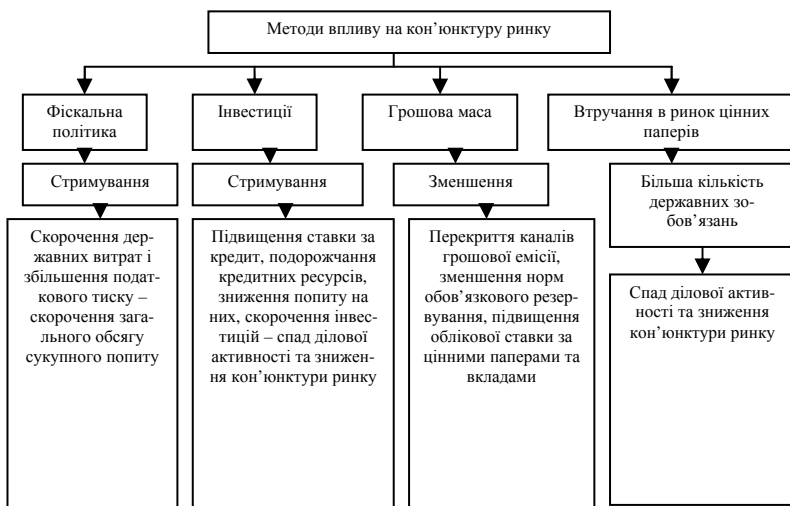 Методи впливу на кон’юнктуру ринку
Фіскальна
політика
Інвестиції
Грошова маса
Втручання в ринок цінних
паперів
Стримування
Стримування
Зменшення
Більша кількість
державних зо-
бов’язань
Скорочення дер-
жавних витрат і
збільшення подат-
кового тиску –
скорочення зага-
льного обсягу
сукупного попиту
Підвищення ставки за
кредит, подорожчання
кредитних ресурсів,
зниження попиту на
них, скорочення інвес-
тицій – спад ділової
активності та знижен-
ня кон’юнктури ринку
Перекриття каналів
грошової емісії,
зменшення норм
обов’язкового резер-
вування, підвищення
облікової ставки за
цінними паперами та
вкладами
Спад ділової актив-
ності та зниження
кон’юнктури ринку